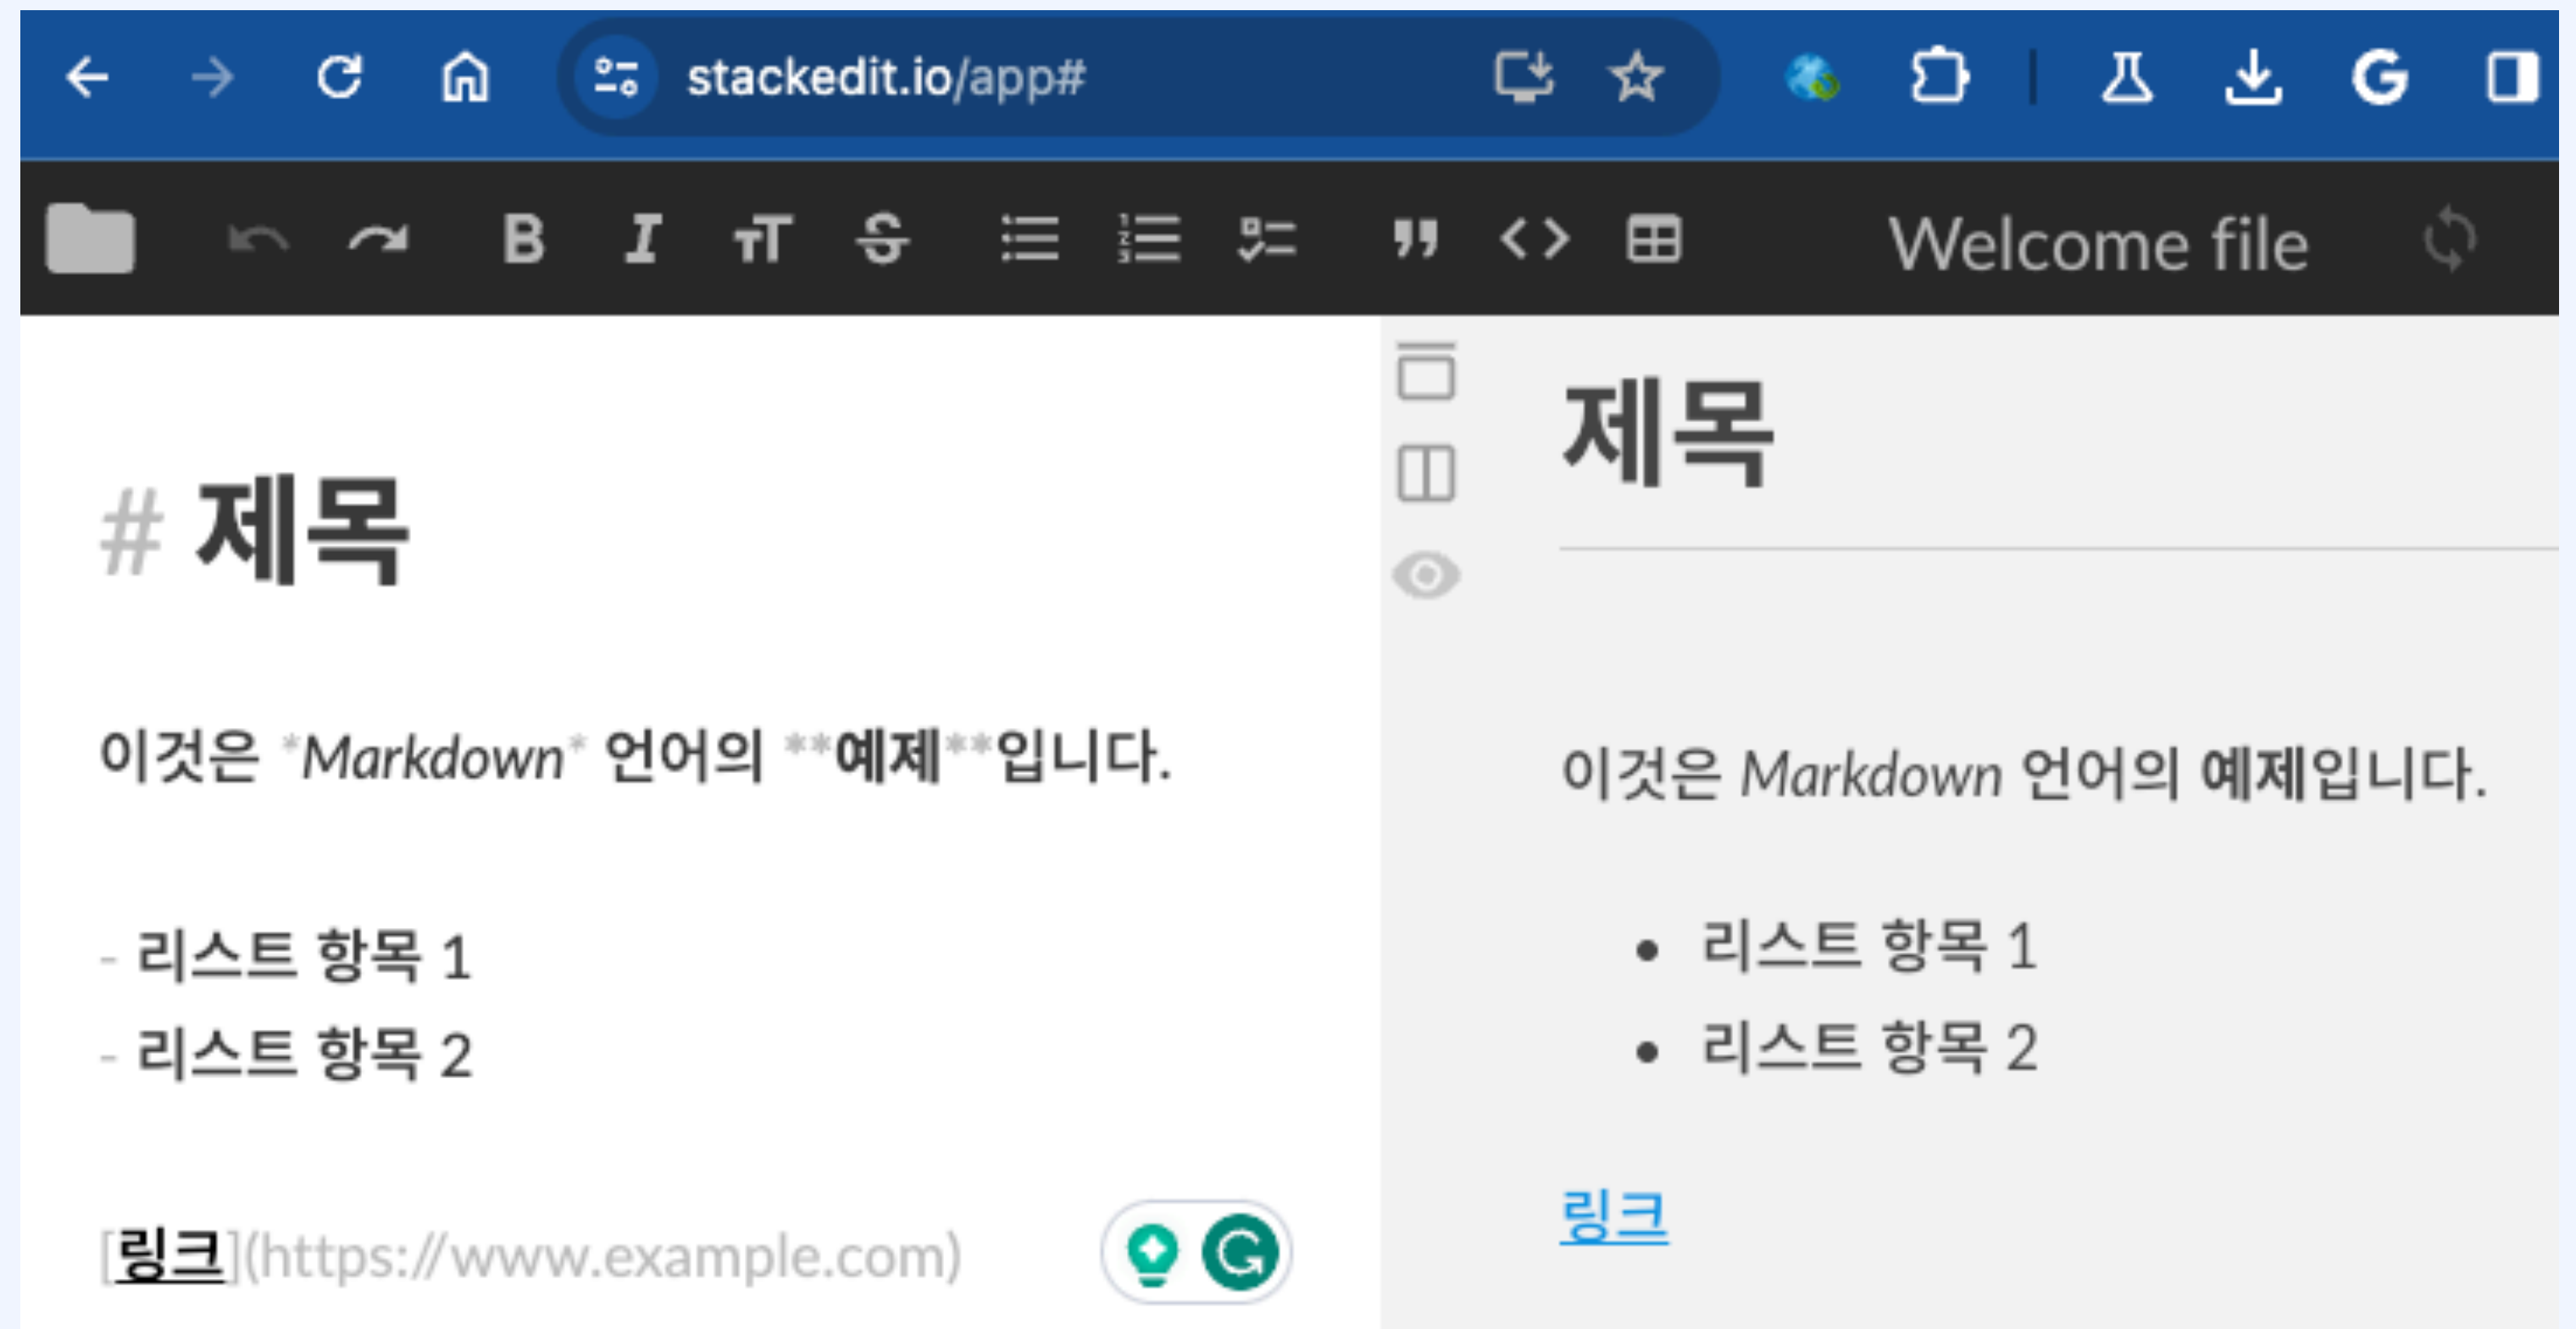 stackedit.io/app#
Welcome file
# 제목
이것은 *Markdown* 언어의 **예제**입니다.
- 리스트 항목 1
- 리스트 항목 2
[링크](https://www.example.com)
제목
이것은 Markdown 언어의 예제입니다.
• 리스트 항목 1
• 리스트 항목 2
링크